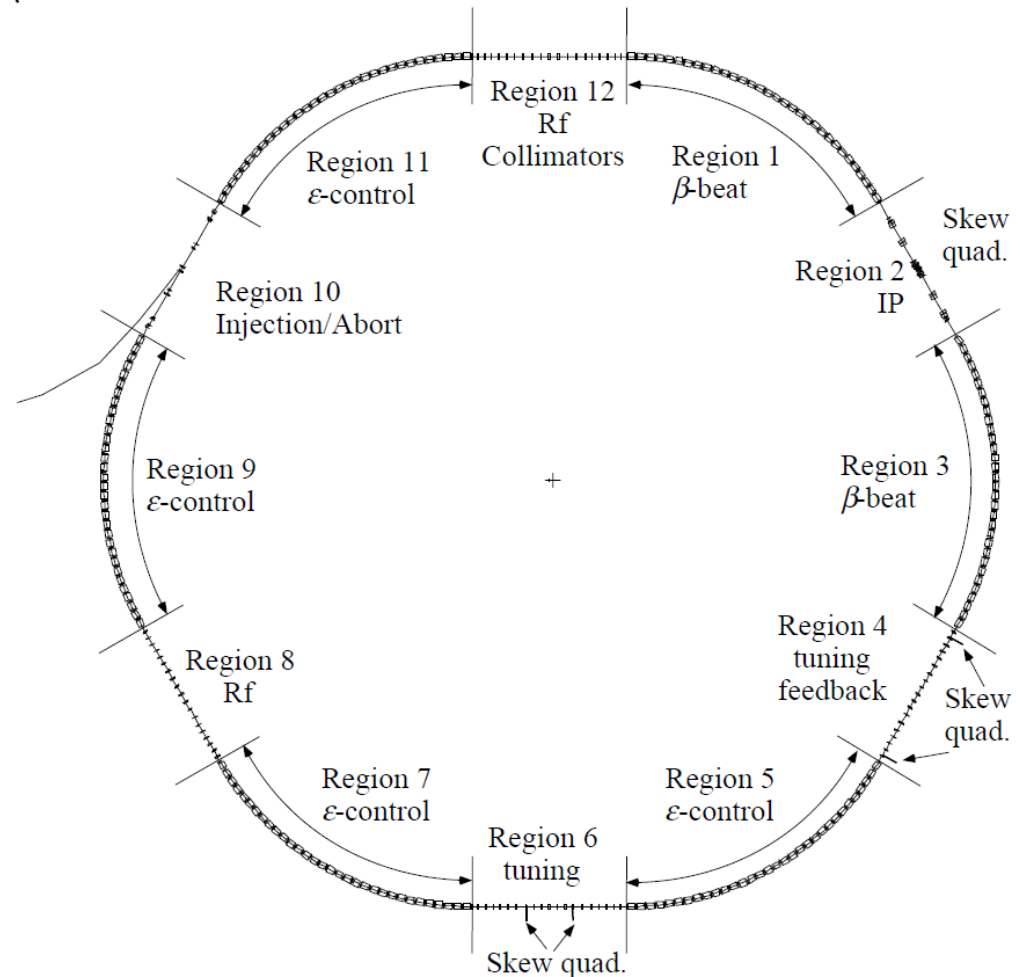 Region 12
Rf
Collimators
Region 1
β-beat
Skew
quad.
Region 2
IP
Region 3
β-beat
Region 4
tuning
feedback
Skew
quad.
Region 5
ε-control
Region 6
tuning
Skew quad.
Region 7
ε-control
Region 8
Rf
Region 9
ε-control
Region 10
Injection/Abort
Region 11
ε-control